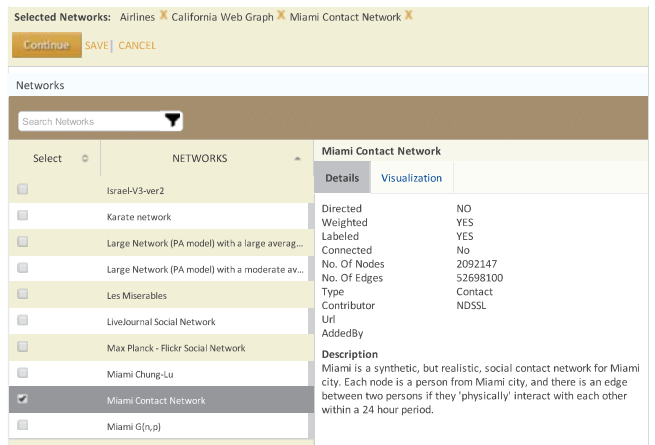 Selected Networks: Airlines X California Web Graph X Miami Contact Network X
Continue SAVE| CANCEL
Networks
Search Networks
Select NETWORKS
Israel-V3-ver2
Karate network
Large Network (PA model) with a large averag...
Large Network (PA model) with a moderate av...
Les Miserables
LiveJournal Social Network
Max Planck - Flickr Social Network
Miami Chung-Lu
Miami Contact Network
Miami G(n,p)
Miami Contact Network
Details Visualization
Directed NO
Weighted YES
Labeled YES
Connected No
No. Of Nodes 2092147
No. Of Edges 52698100
Type Contact
Contributor NDSSL
Url
AddedBy
Description
Miami is a synthetic, but realistic, social contact network for Miami
city. Each node is a person from Miami city, and there is an edge
between two persons if they 'physically' interact with each other
within a 24 hour period.